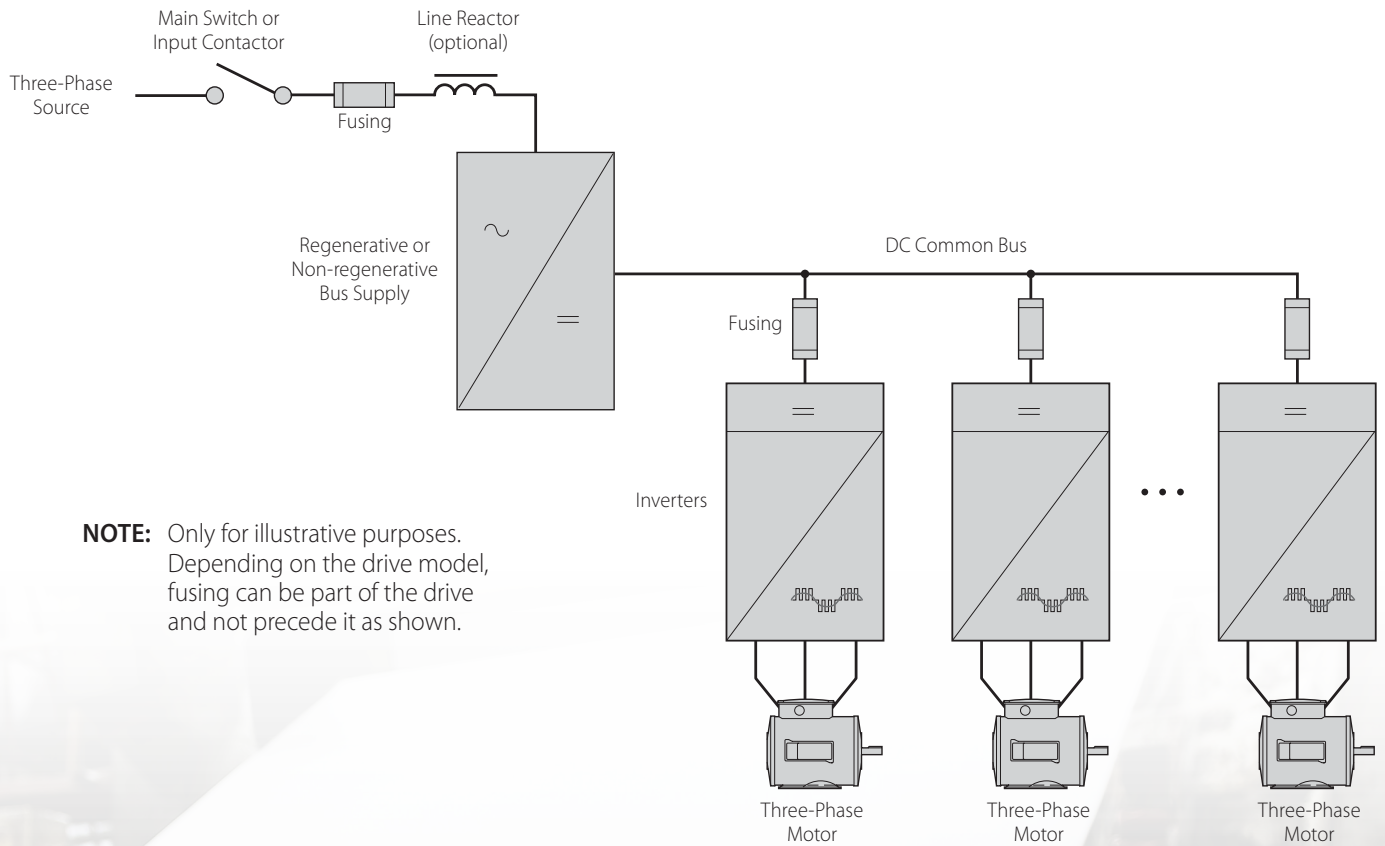 Main Switch or
Input Contactor
Line Reactor
(optional)
Three-Phase
Source
Fusing
Regenerative or
Non-regenerative
Bus Supply
DC Common Bus
Fusing
Inverters
NOTE: Only for illustrative purposes.
Depending on the drive model,
fusing can be part of the drive
and not precede it as shown.
Three-Phase
Motor
Three-Phase
Motor
Three-Phase
Motor